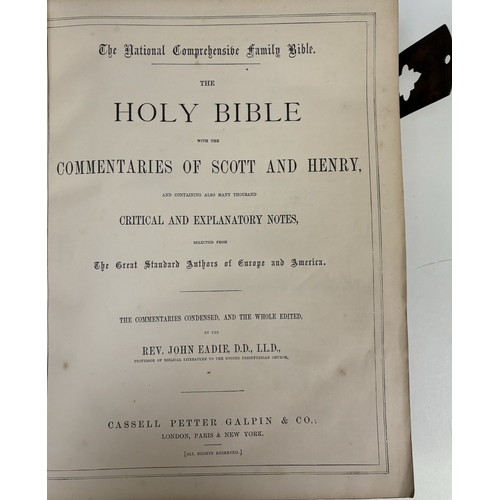 The National Comprehensive Family Bible.
THE
HOLY BIBLE
WITH THE
COMMENTARIES OF SCOTT AND HENRY,
AND CONTAINING ALSO MANY THOUSAND
CRITICAL AND EXPLANATORY NOTES,
SELECTED FROM
The Great Standard Authors of Europe and America.
THE COMMENTARIES CONDENSED, AND THE WHOLE EDITED,
BY THE
REV. JOHN EADIE, D.D., LL.D.,
PROFESSOR OF BIBLICAL LITERATURE TO THE UNITED PRESBYTERIAN CHURCH,
CASSELL PETTER GALPIN & CO.:
LONDON, PARIS & NEW YORK.
[ALL RIGHTS RESERVED.]